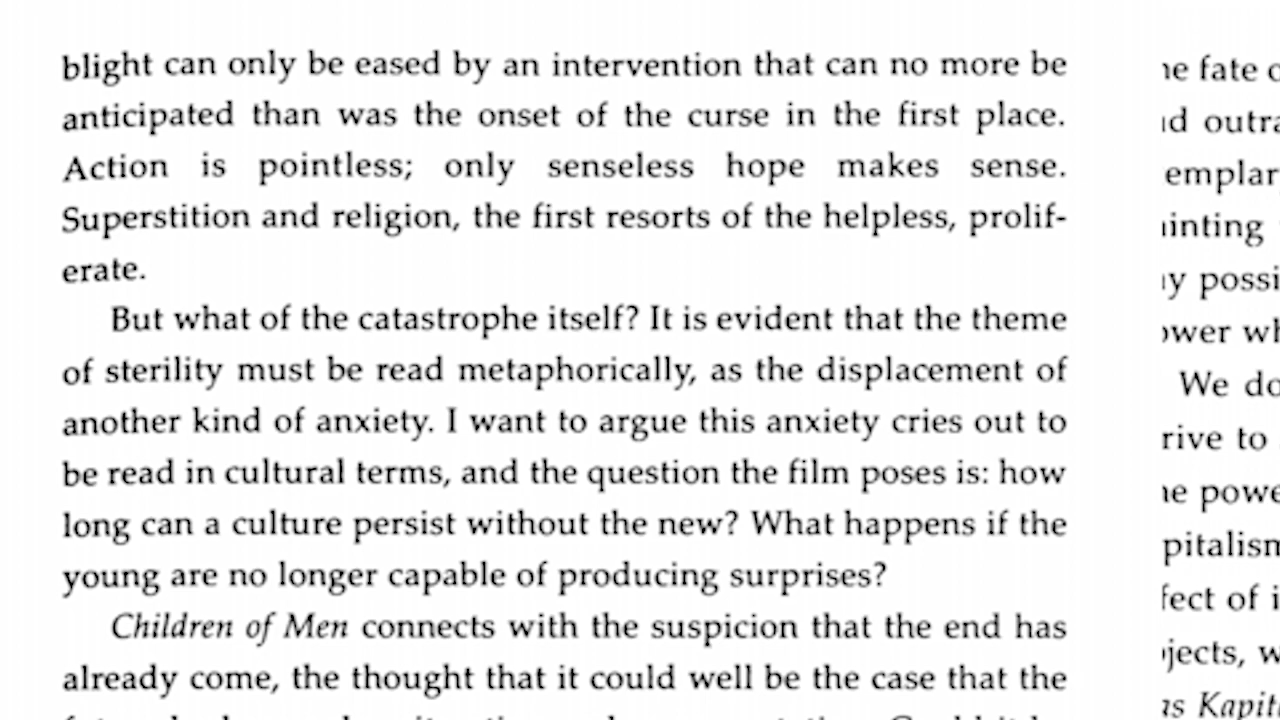 blight can only be eased by an intervention that can no more be
anticipated than was the onset of the curse in the first place.
Action is pointless; only senseless hope makes sense.
Superstition and religion, the first resorts of the helpless, prolif-
erate.
But what of the catastrophe itself? It is evident that the theme
of sterility must be read metaphorically, as the displacement of
another kind of anxiety. I want to argue this anxiety cries out to
be read in cultural terms, and the question the film poses is: how
long can a culture persist without the new? What happens if the
young are no longer capable of producing surprises?
Children of Men connects with the suspicion that the end has
already come, the thought that it could well be the case that the
fate
We do
rive to
fect of